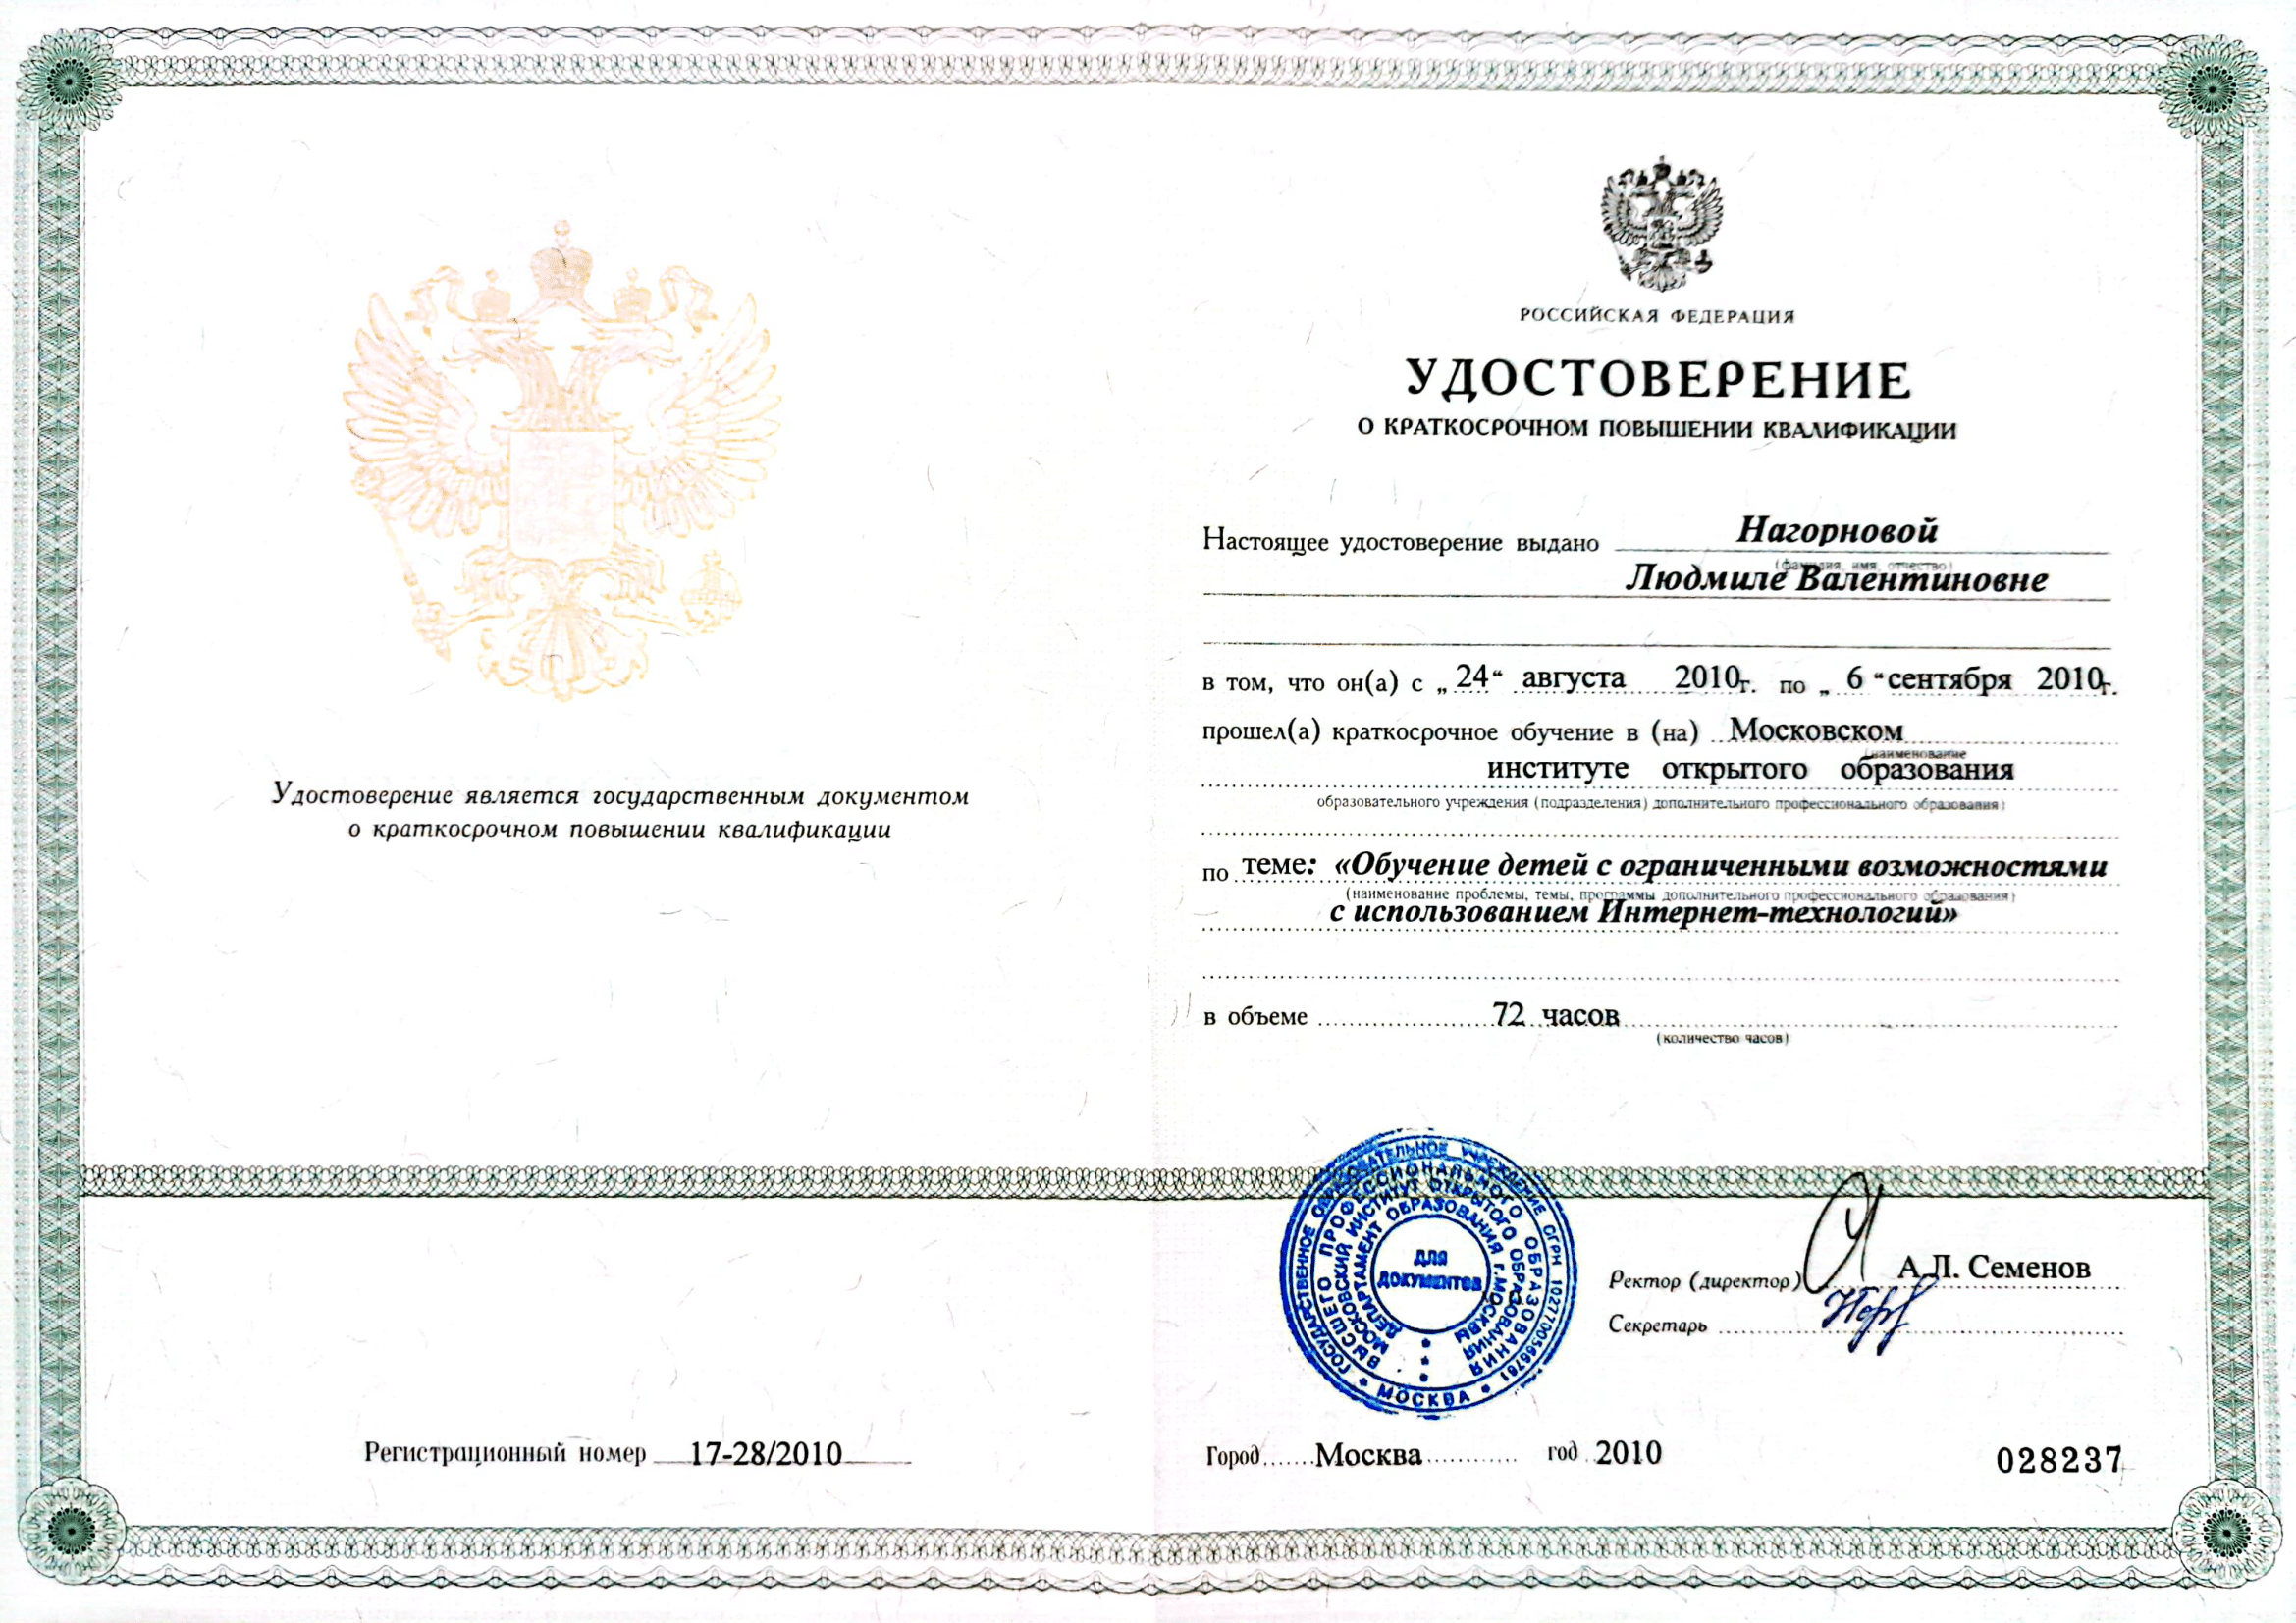 Удостоверение является государственным документом
о краткосрочном повышении квалификации
Регистрационный номер 17-28/2010
РОССИЙСКАЯ ФЕДЕРАЦИЯ
УДОСТОВЕРЕНИЕ
О КРАТКОСРОЧНОМ ПОВЫШЕНИИ КВАЛИФИКАЦИИ
Настоящее удостоверение выдано Нагорновой
(фамилия, имя, отчество)
Людмиле Валентиновне
в том, что он(а) с „ 24 “ августа 2010г. по „ 6 “ сентября 2010г.
прошел(а) краткосрочное обучение в (на) Московском
(наименование
институте открытого образования
образовательного учреждения (подразделения) дополнительного профессионального образования)
по теме: «Обучение детей с ограниченными возможностями
(наименование проблемы, темы, программы дополнительного профессионального образования)
с использованием Интернет-технологий»
в объеме 72 часов
(количество часов)
ГОСУДАРСТВЕННОЕ ОБРАЗОВАТЕЛЬНОЕ УЧРЕЖДЕНИЕ ОГРН 1027700566761
ВЫСШЕГО ПРОФЕССИОНАЛЬНОГО ОБРАЗОВАНИЯ
МОСКОВСКИЙ ИНСТИТУТ ОТКРЫТОГО ОБРАЗОВАНИЯ
ДЕПАРТАМЕНТ ОБРАЗОВАНИЯ г.МОСКВЫ
ДЛЯ
ДОКУМЕНТОВ
* МОСКВА *
Ректор (директор) А.Л. Семенов
Секретарь
Город Москва год 2010
028237